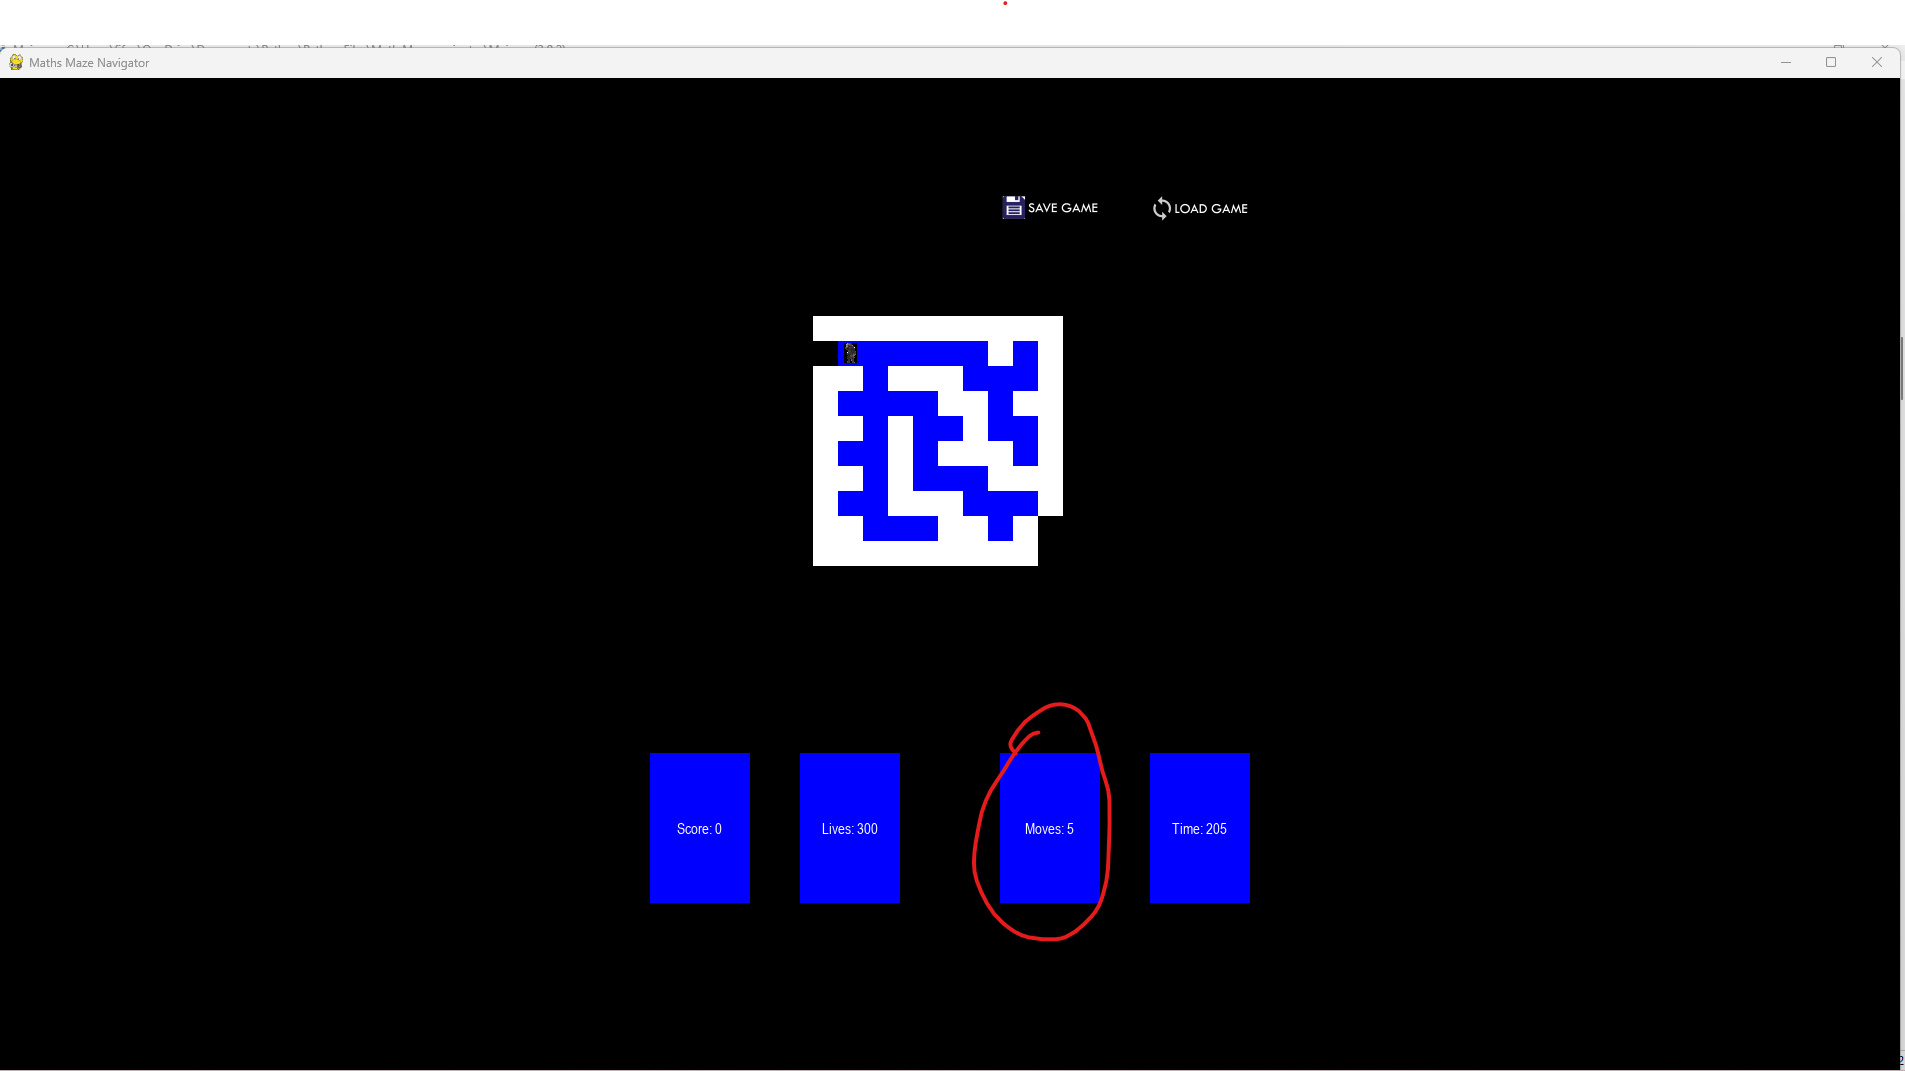 Maths Maze Navigator
SAVE GAME
LOAD GAME
Score: 0
Lives: 300
Moves: 5
Time: 205